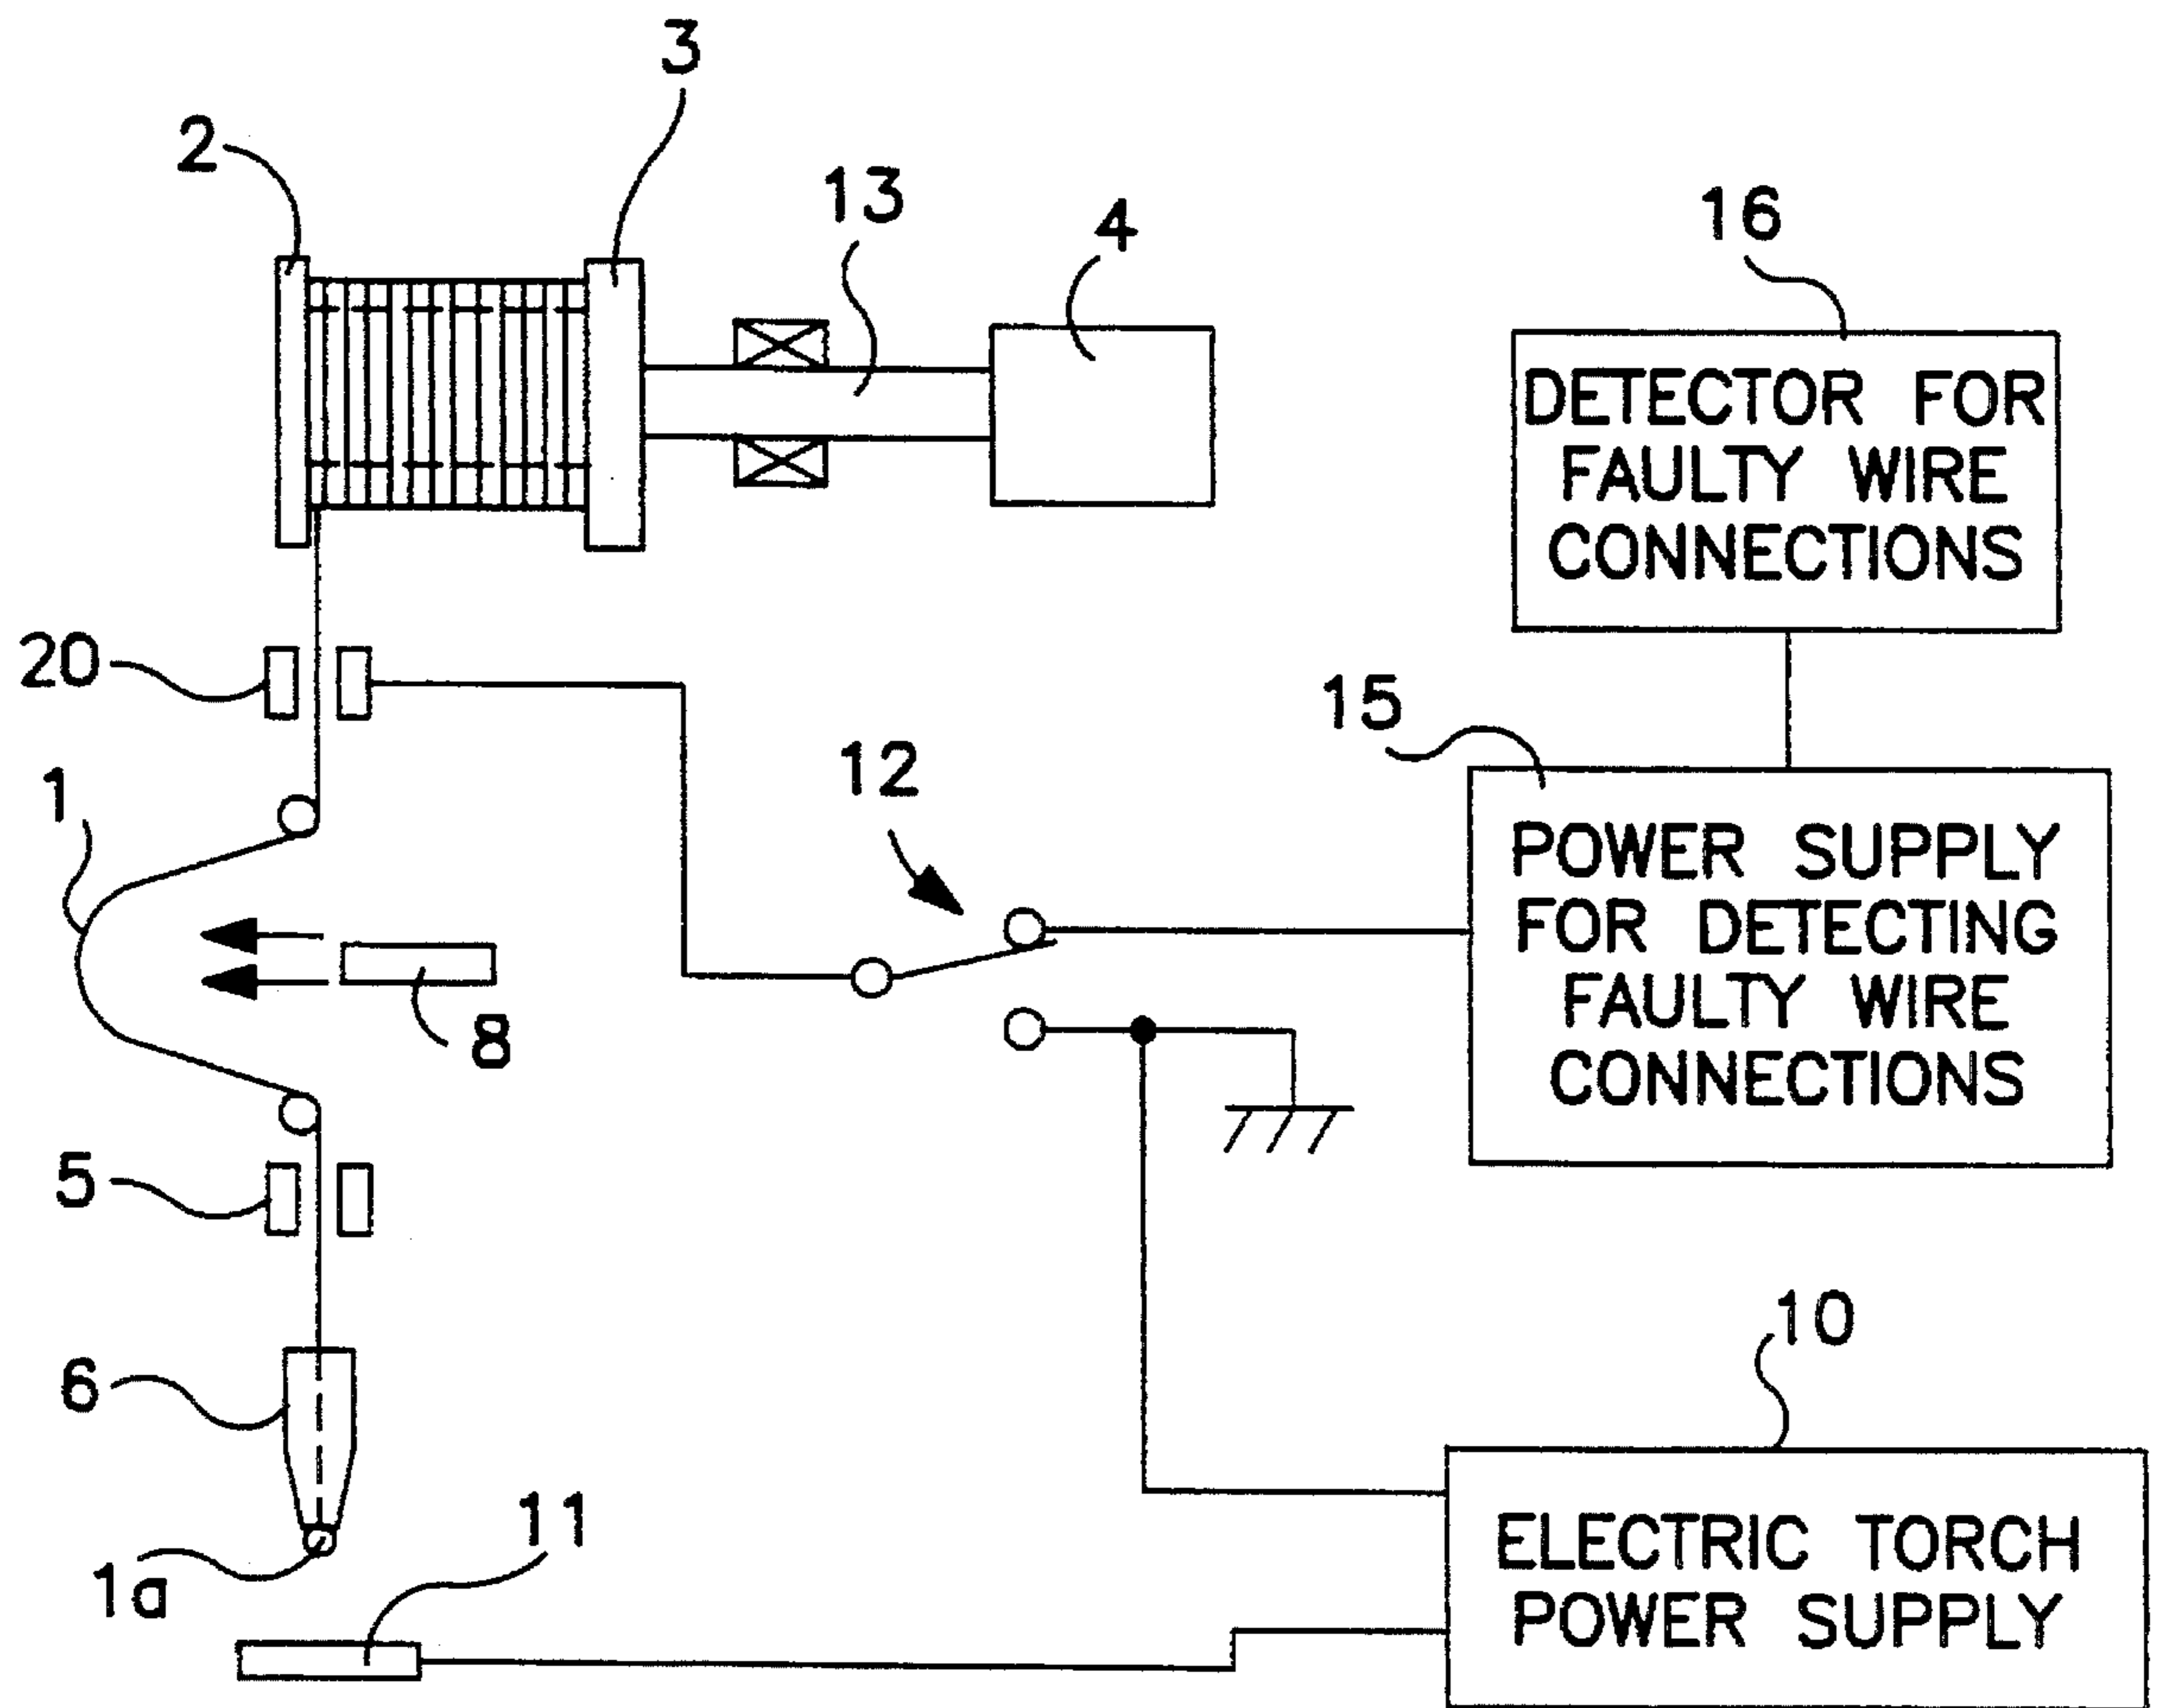 3
2
13
4
16
DETECTOR FOR
FAULTY WIRE
CONNECTIONS
20
15
12
1
POWER SUPPLY
FOR DETECTING
FAULTY WIRE
CONNECTIONS
8
5
10
6
11
1a
ELECTRIC TORCH
POWER SUPPLY